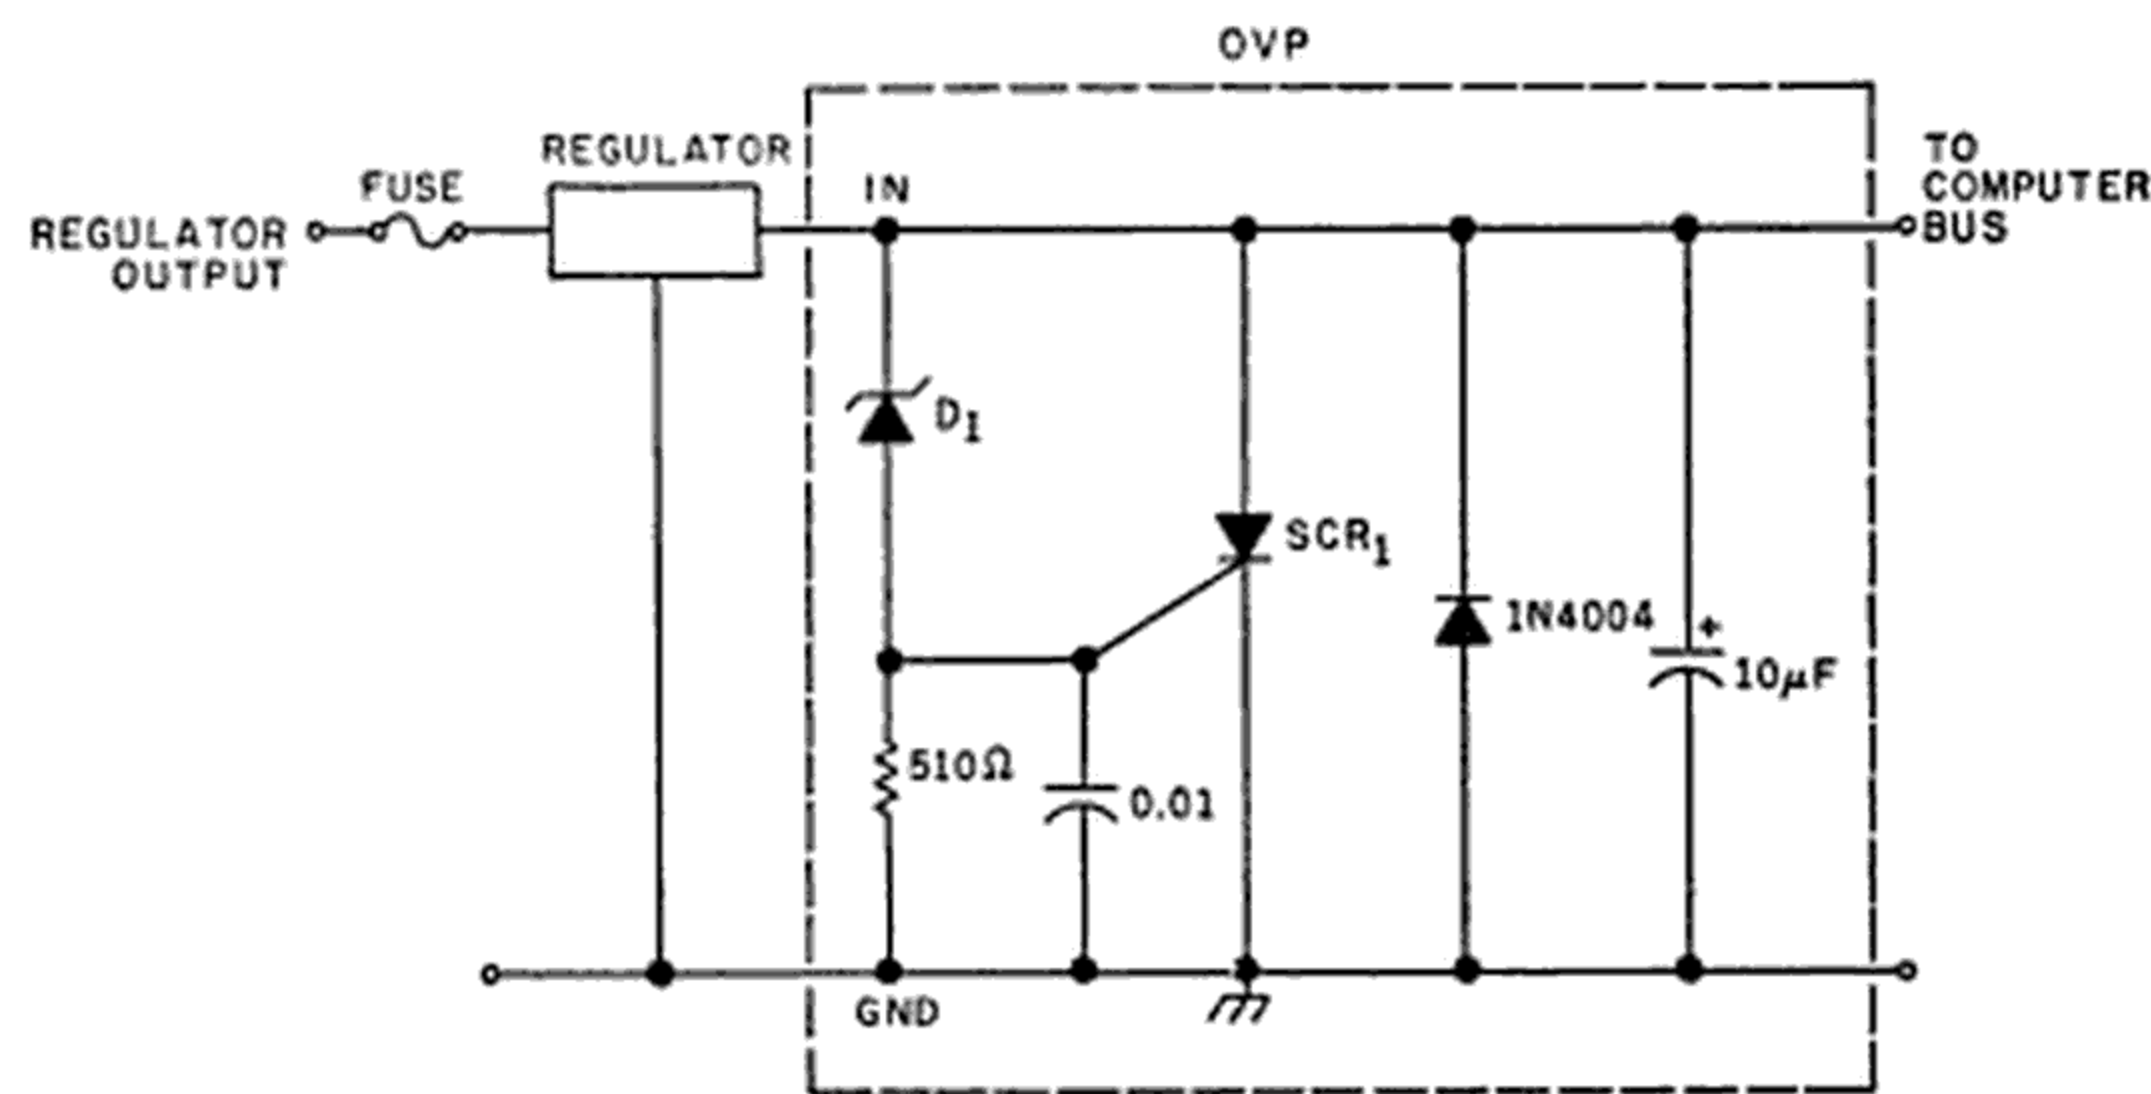 OVP
REGULATOR
FUSE
IN
TO
COMPUTER
BUS
REGULATOR
OUTPUT
D1
SCR1
1N4004
+
10μF
510Ω
0.01
GND